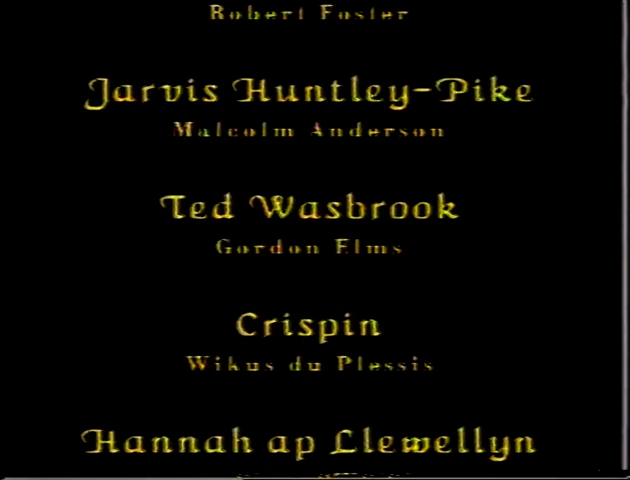 Robert Foster
Jarvis Huntley-Pike
Malcolm Anderson
Ted Wasbrook
Gordon Elms
Crispin
Wikus du Plessis
Hannah ap Llewellyn